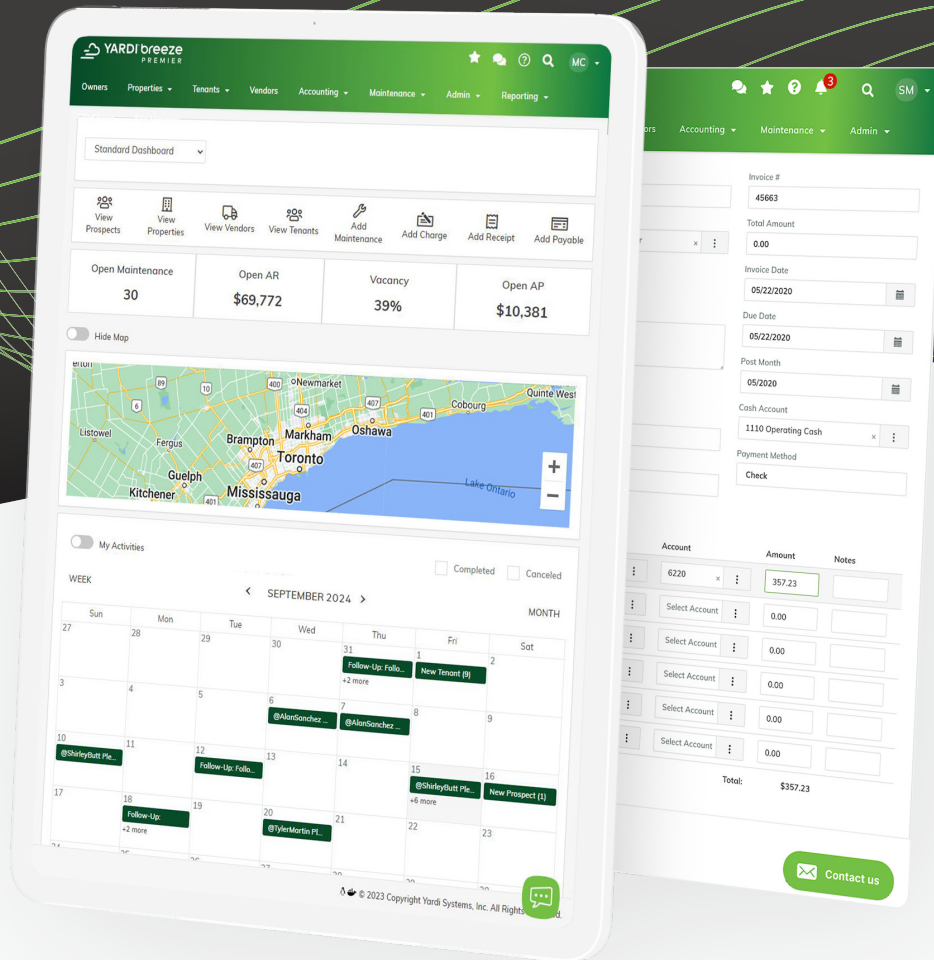 YARDI breeze
PREMIER
MC
Owners Properties Tenants Vendors Accounting Maintenance Admin Reporting
Standard Dashboard
View Prospects
View Properties
View Vendors
View Tenants
Add Maintenance
Add Charge
Add Receipt
Add Payable
Open Maintenance
30
Open AR
$69,772
Vacancy
39%
Open AP
$10,381
Hide Map
89
10
400
Newmarket
Quinte West
6
404
407
401
Cobourg
Listowel
Fergus
Brampton
Markham
Oshawa
407
Toronto
Guelph
Kitchener
401
Mississauga
Lake Ontario
+
−
My Activities
Completed
Canceled
WEEK
< SEPTEMBER 2024 >
MONTH
Sun Mon Tue Wed Thu Fri Sat
27 28 29 30 31 1 2
Follow-Up: Follo...
+2 more
New Tenant (9)
3 4 5 6 7 8 9
@AlanSanchez ...
@AlanSanchez ...
10 11 12 13 14 15 16
@ShirleyButt Ple...
Follow-Up: Follo...
@ShirleyButt Ple...
+6 more
New Prospect (1)
17 18 19 20 21 22 23
Follow-Up:
+2 more
@TylerMartin Pl...
© 2023 Copyright Yardi Systems, Inc. All Rights
3
SM
Accounting Maintenance Admin
Invoice #
45663
Total Amount
0.00
Invoice Date
05/22/2020
Due Date
05/22/2020
Post Month
05/2020
Cash Account
1110 Operating Cash ×
Payment Method
Check
Account Amount Notes
6220 × 357.23
Select Account 0.00
Select Account 0.00
Select Account 0.00
Select Account 0.00
Select Account 0.00
Total: $357.23
Contact us